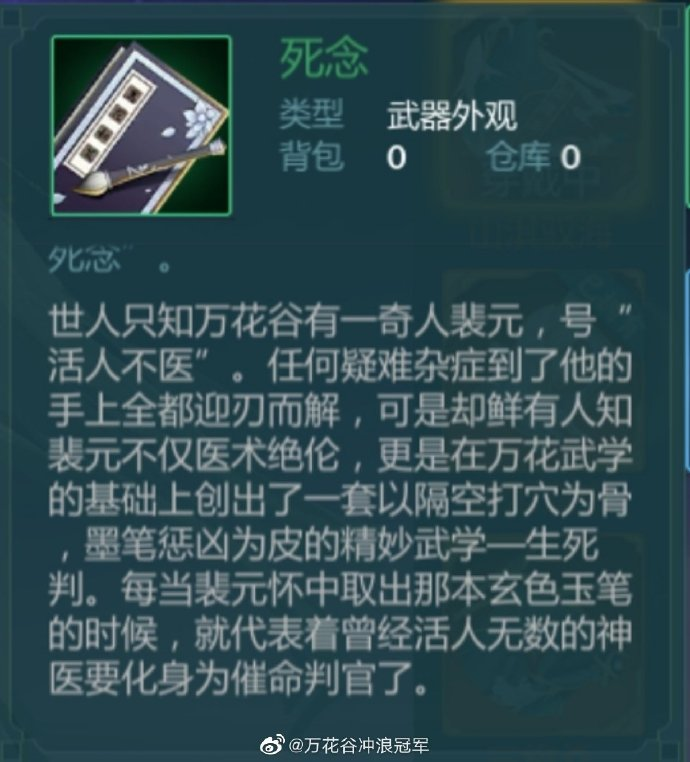 死念
类型 武器外观
背包 0 仓库 0
死念”。
世人只知万花谷有一奇人裴元，号“
活人不医”。任何疑难杂症到了他的
手上全都迎刃而解，可是却鲜有人知
裴元不仅医术绝伦，更是在万花武学
的基础上创出了一套以隔空打穴为骨
，墨笔惩凶为皮的精妙武学—生死
判。每当裴元怀中取出那本玄色玉笔
的时候，就代表着曾经活人无数的神
医要化身为催命判官了。
@万花谷冲浪冠军